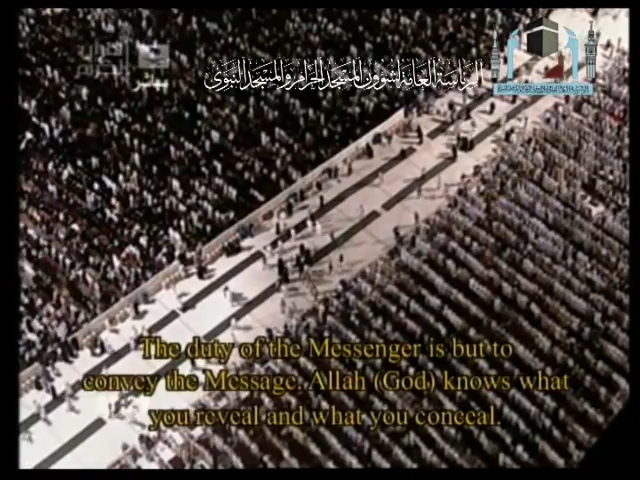 الرئاسة العامة لشؤون المسجد الحرام والمسجد النبوي
مباشر
The duty of the Messenger is but to
convey the Message. Allah (God) knows what
you reveal and what you conceal.